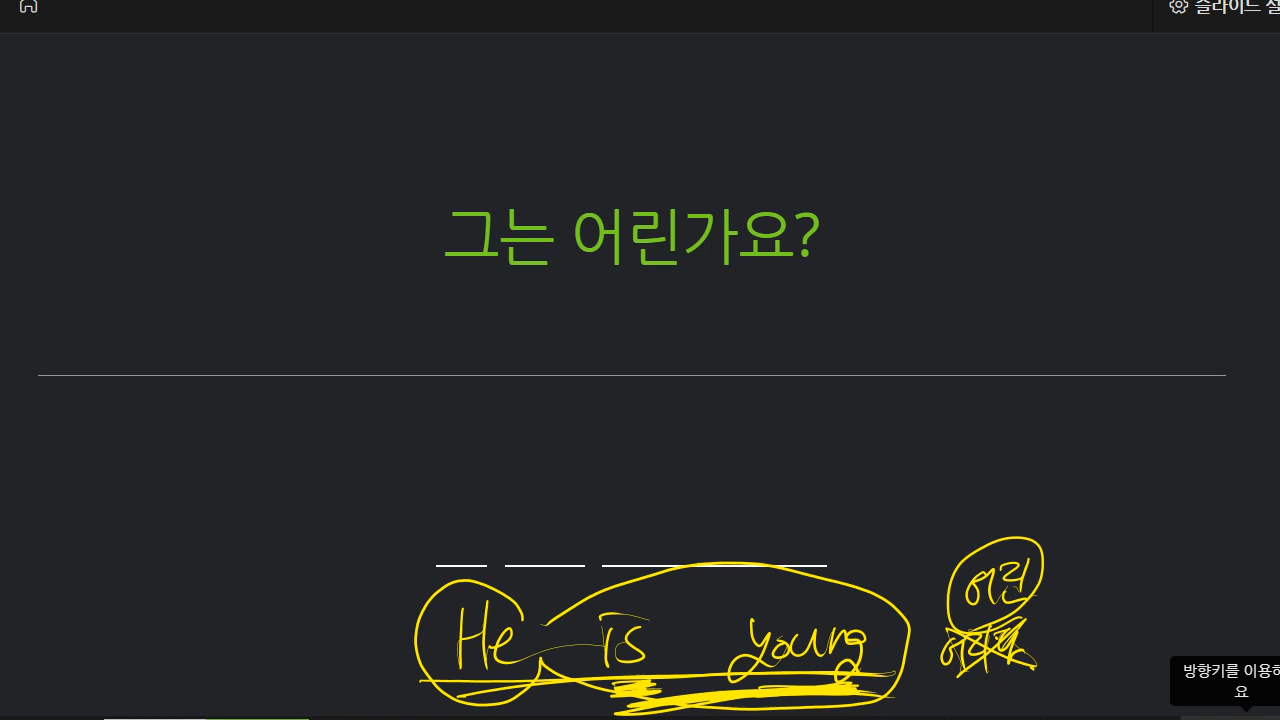 슬라이드 설
그는 어린가요?
He is young
어린
방향키를 이용하
요